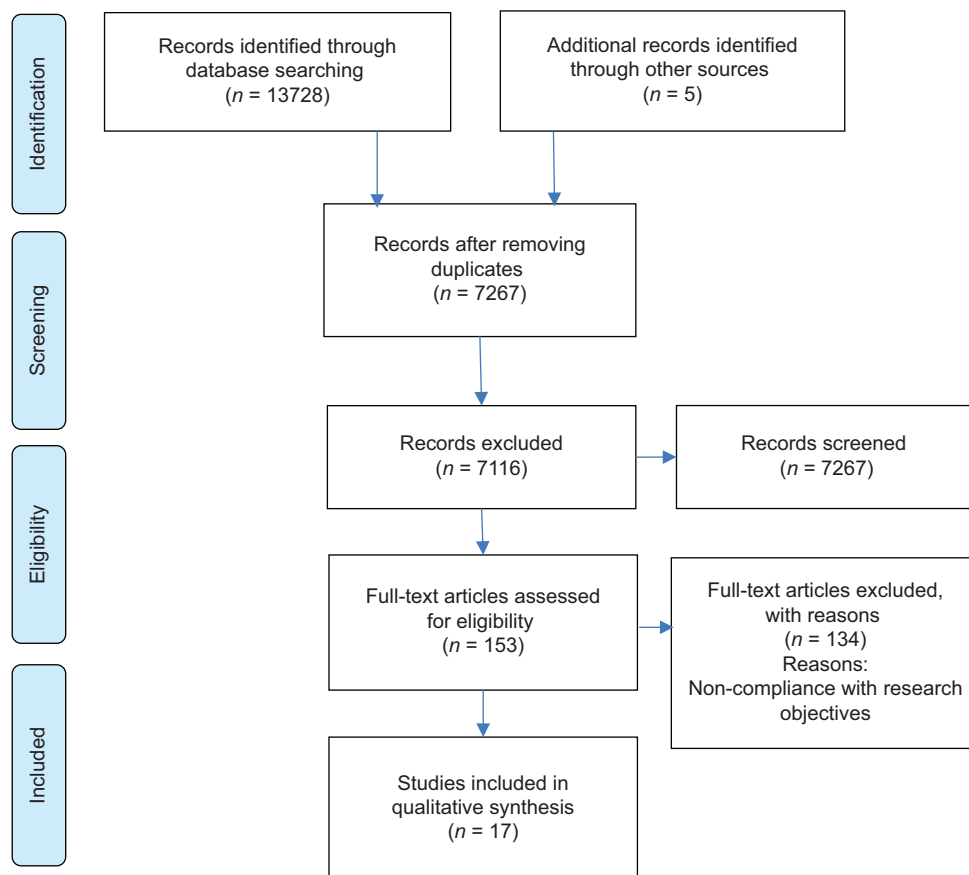 Identification
Records identified through
database searching
(n = 13728)
Additional records identified
through other sources
(n = 5)
Screening
Records after removing
duplicates
(n = 7267)
Records excluded
(n = 7116)
Records screened
(n = 7267)
Eligibility
Full-text articles assessed
for eligibility
(n = 153)
Full-text articles excluded,
with reasons
(n = 134)
Reasons:
Non-compliance with research
objectives
Included
Studies included in
qualitative synthesis
(n = 17)